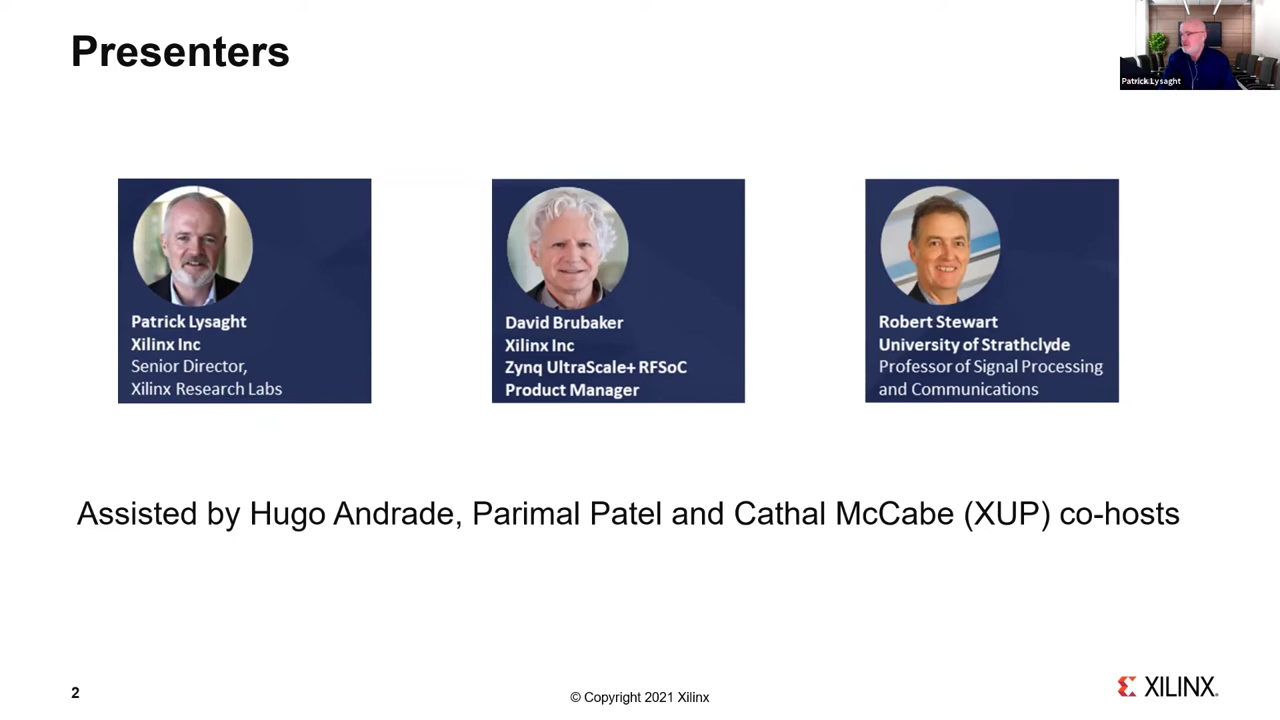 Presenters
Patrick Lysaght
Patrick Lysaght
Xilinx Inc
Senior Director,
Xilinx Research Labs
David Brubaker
Xilinx Inc
Zynq UltraScale+ RFSoC
Product Manager
Robert Stewart
University of Strathclyde
Professor of Signal Processing
and Communications
Assisted by Hugo Andrade, Parimal Patel and Cathal McCabe (XUP) co-hosts
2
© Copyright 2021 Xilinx
XILINX